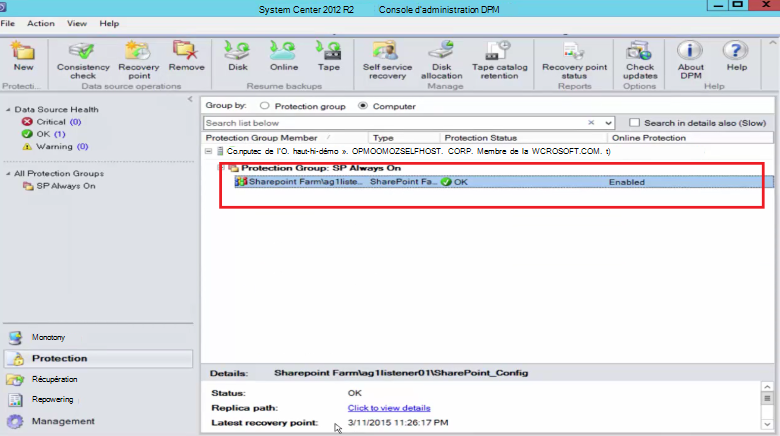 System Center 2012 R2 Console d'administration DPM
File Action View Help
New Consistency check Recovery point Remove Disk Online Tape Self service recovery Disk allocation Tape catalog retention Recovery point status Check updates About DPM Help
Protecti... Data source operations Resume backups Manage Reports Options Help
Data Source Health
Critical (0)
OK (1)
Warning (0)
All Protection Groups
SP Always On
Monotony
Protection
Récupération
Repowering
Management
Group by: Protection group Computer
Search list below
Search in details also (Slow)
Protection Group Member / Type Protection Status Online Protection
Co.nputec de l'O. haut-hi-démo ». OPMOOMOZSELFHOST. CORP. Membre de la WCROSOFT.COM. t)
Protection Group: SP Always On
Sharepoint Farm\ag1liste... SharePoint Fa... OK Enabled
Details: Sharepoint Farm\ag1listener01\SharePoint_Config
Status: OK
Replica path: Click to view details
Latest recovery point: 3/11/2015 11:26:17 PM